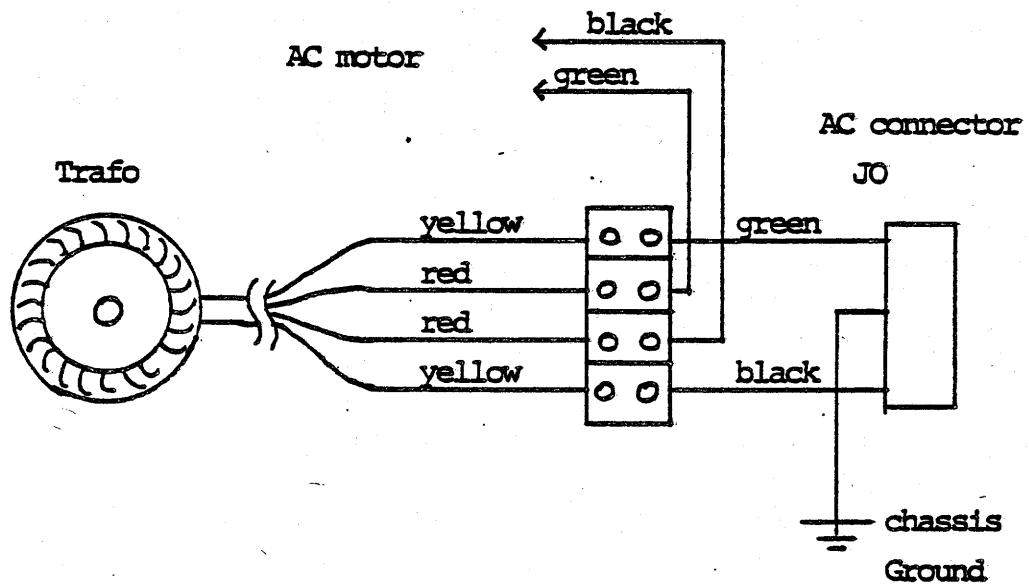 black
AC motor
green
AC connector
JO
Trafo
yellow
green
red
red
yellow
black
chassis
Ground